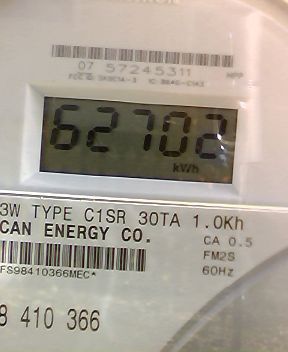 07 57245311
62702
kWh
3W TYPE C1SR 30TA 1.0Kh
CAN ENERGY CO.
CA 0.5
FM2S
FS98410366MEC*
60Hz
8 410 366